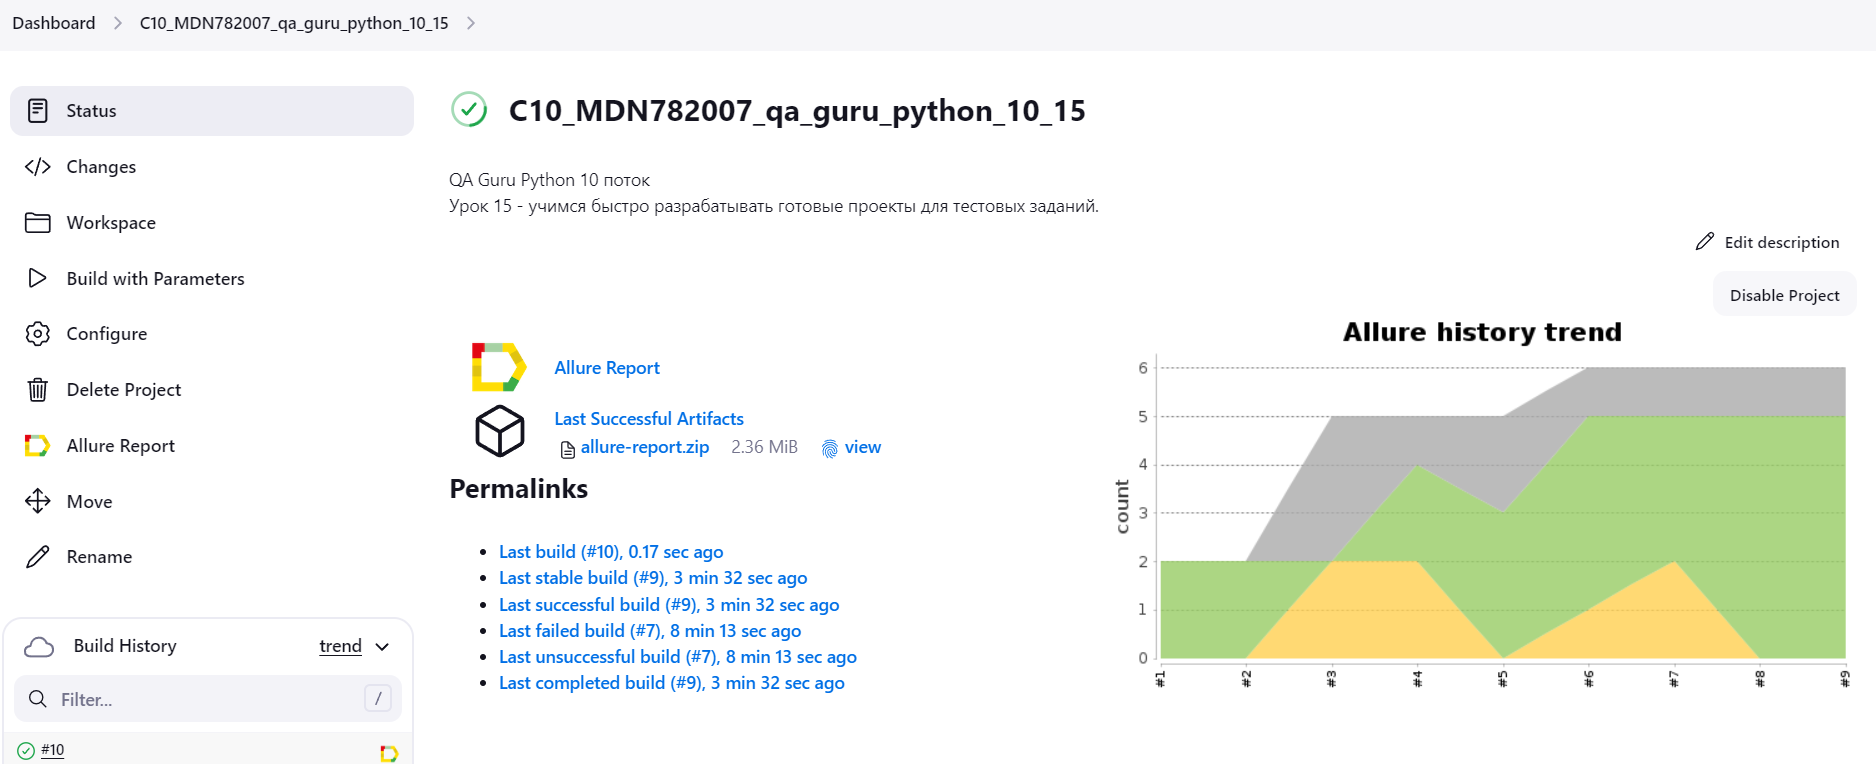 Dashboard > C10_MDN782007_qa_guru_python_10_15 >
Status
Changes
Workspace
Build with Parameters
Configure
Delete Project
Allure Report
Move
Rename
Build History trend
Filter... /
#10
C10_MDN782007_qa_guru_python_10_15
QA Guru Python 10 поток
Урок 15 - учимся быстро разрабатывать готовые проекты для тестовых заданий.
Edit description
Disable Project
Allure Report
Last Successful Artifacts
allure-report.zip 2.36 MiB view
Permalinks
Last build (#10), 0.17 sec ago
Last stable build (#9), 3 min 32 sec ago
Last successful build (#9), 3 min 32 sec ago
Last failed build (#7), 8 min 13 sec ago
Last unsuccessful build (#7), 8 min 13 sec ago
Last completed build (#9), 3 min 32 sec ago
Allure history trend
count
6
5
4
3
2
1
0
#1 #2 #3 #4 #5 #6 #7 #8 #9